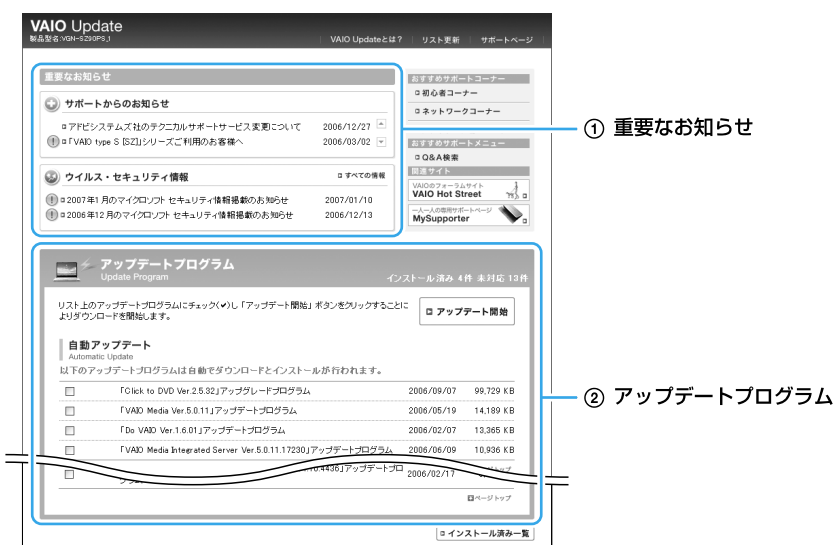 VAIO Update
製品型名:VGN-SZ90PS_1
VAIO Updateとは? リスト更新 サポートページ
重要なお知らせ
サポートからのお知らせ
アドビシステムズ社のテクニカルサポートサービス変更について 2006/12/27
「VAIO type S [SZ]」シリーズご利用のお客様へ 2006/03/02
ウイルス・セキュリティ情報 すべての情報
2007年1月のマイクロソフト セキュリティ情報掲載のお知らせ 2007/01/10
2006年12月のマイクロソフト セキュリティ情報掲載のお知らせ 2006/12/13
おすすめサポートコーナー
初心者コーナー
ネットワークコーナー
おすすめサポートメニュー
Q&A検索
関連サイト
VAIOのフォーラムサイト
VAIO Hot Street
一人一人の専用サポートページ
MySupporter
① 重要なお知らせ
アップデートプログラム
Update Program
インストール済み 4件 未対応 13件
リスト上のアップデートプログラムにチェック(✔)し「アップデート開始」ボタンをクリックすることに
よりダウンロードを開始します。
アップデート開始
自動アップデート
Automatic Update
以下のアップデートプログラムは自動でダウンロードとインストールが行われます。
「Click to DVD Ver.2.5.32」アップグレードプログラム 2006/09/07 99,729 KB
「VAIO Media Ver.5.0.11」アップデートプログラム 2006/05/19 14,189 KB
「Do VAIO Ver.1.6.01」アップデートプログラム 2006/02/07 13,365 KB
「VAIO Media Integrated Server Ver.5.0.11.17230」アップデートプログラム 2006/06/09 10,936 KB
4436」アップデートプロ 2006/02/17
ページトップ
② アップデートプログラム
インストール済み一覧